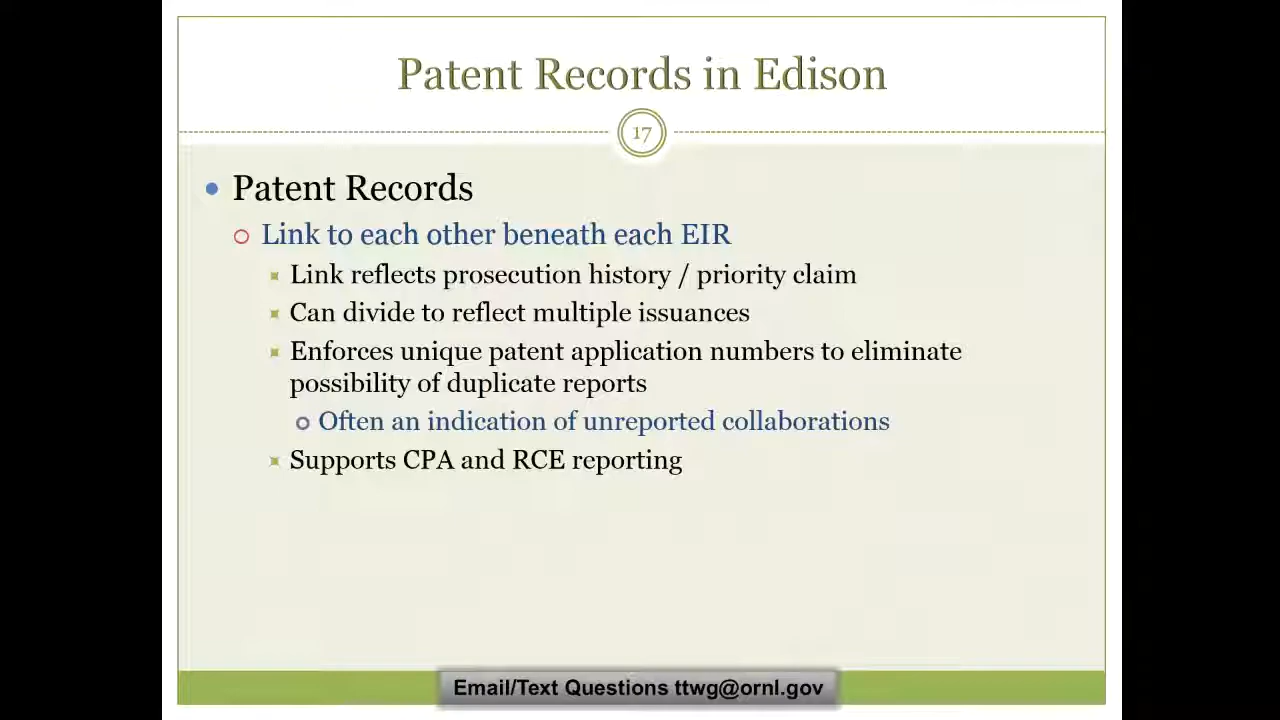 Patent Records in Edison
17
Patent Records
Link to each other beneath each EIR
Link reflects prosecution history / priority claim
Can divide to reflect multiple issuances
Enforces unique patent application numbers to eliminate
possibility of duplicate reports
Often an indication of unreported collaborations
Supports CPA and RCE reporting
Email/Text Questions ttwg@ornl.gov